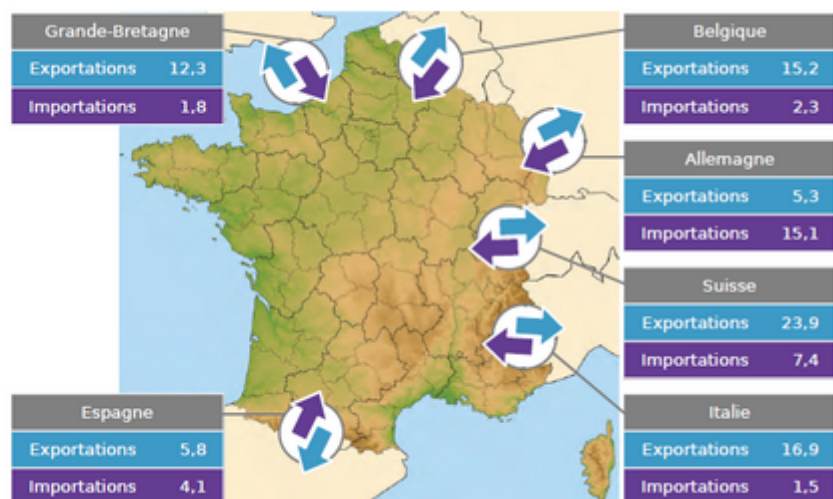 Grande-Bretagne
Exportations 12,3
Importations 1,8
Belgique
Exportations 15,2
Importations 2,3
Allemagne
Exportations 5,3
Importations 15,1
Suisse
Exportations 23,9
Importations 7,4
Espagne
Exportations 5,8
Importations 4,1
Italie
Exportations 16,9
Importations 1,5